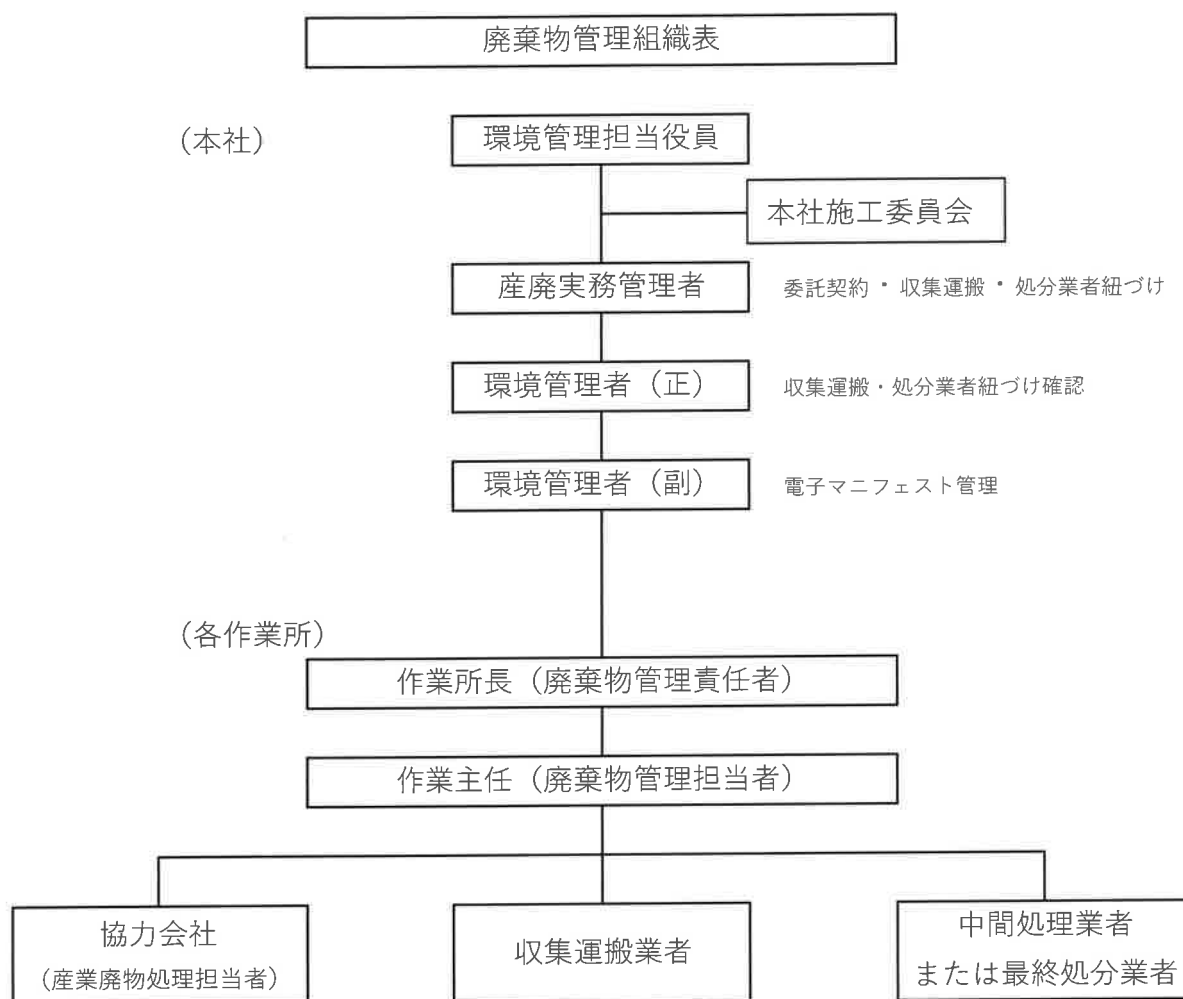 廃棄物管理組織表
(本社)
環境管理担当役員
本社施工委員会
産廃実務管理者
委託契約・収集運搬・処分業者紐づけ
環境管理者（正）
収集運搬・処分業者紐づけ確認
環境管理者（副）
電子マニフェスト管理
(各作業所)
作業所長（廃棄物管理責任者）
作業主任（廃棄物管理担当者）
協力会社
(産業廃物処理担当者)
収集運搬業者
中間処理業者
または最終処分業者